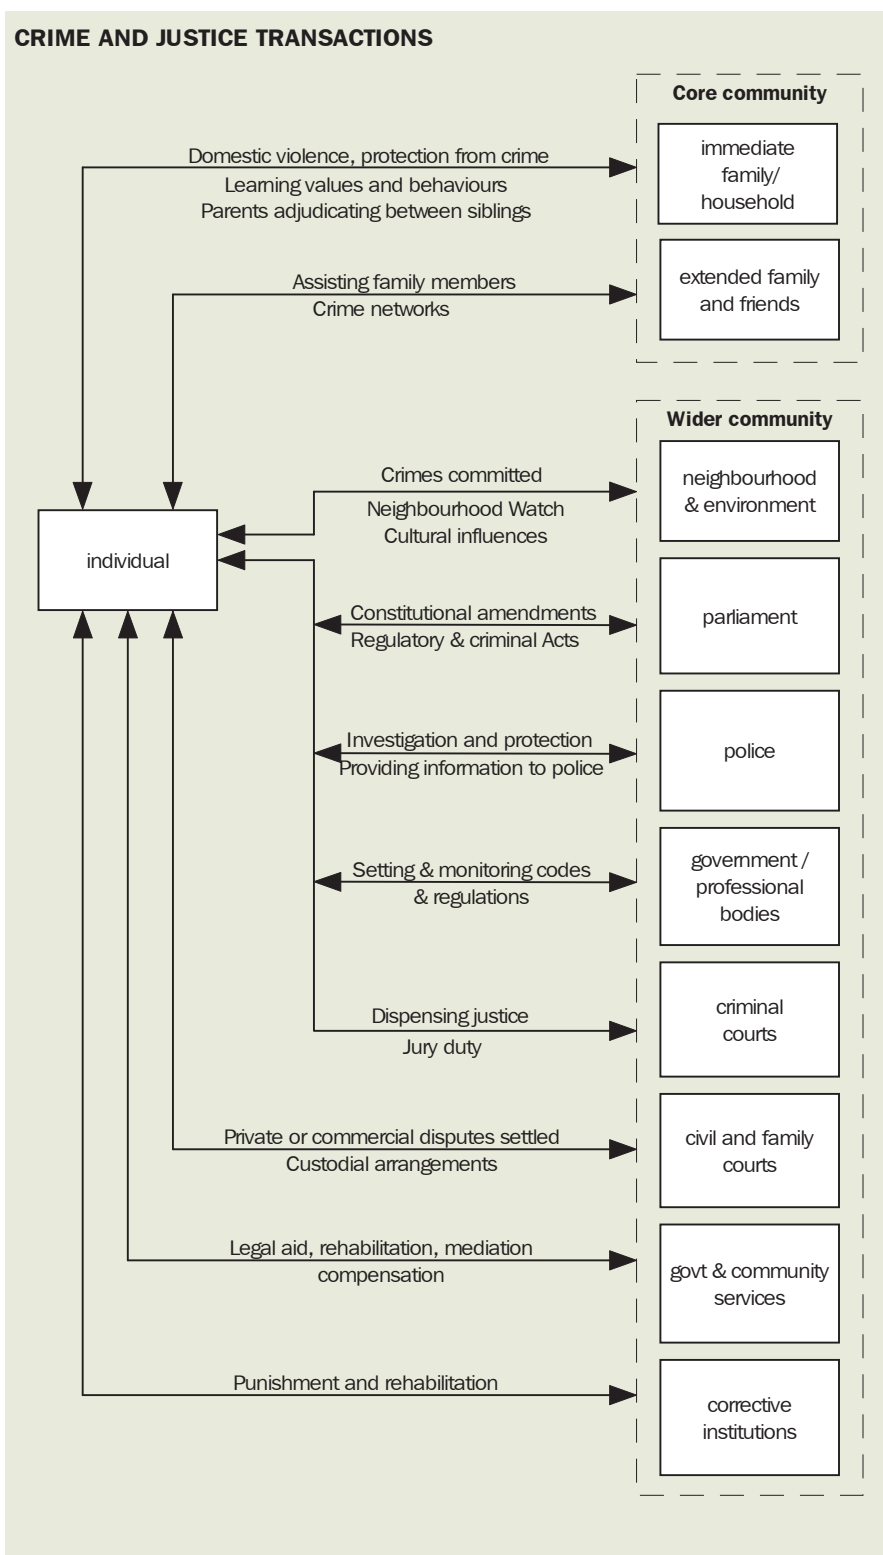 CRIME AND JUSTICE TRANSACTIONS
Core community
Domestic violence, protection from crime
Learning values and behaviours
Parents adjudicating between siblings
immediate
family/
household
Assisting family members
Crime networks
extended family
and friends
Wider community
Crimes committed
Neighbourhood Watch
Cultural influences
neighbourhood
& environment
individual
Constitutional amendments
Regulatory & criminal Acts
parliament
Investigation and protection
Providing information to police
police
Setting & monitoring codes
& regulations
government /
professional
bodies
Dispensing justice
Jury duty
criminal
courts
Private or commercial disputes settled
Custodial arrangements
civil and family
courts
Legal aid, rehabilitation, mediation
compensation
govt & community
services
Punishment and rehabilitation
corrective
institutions